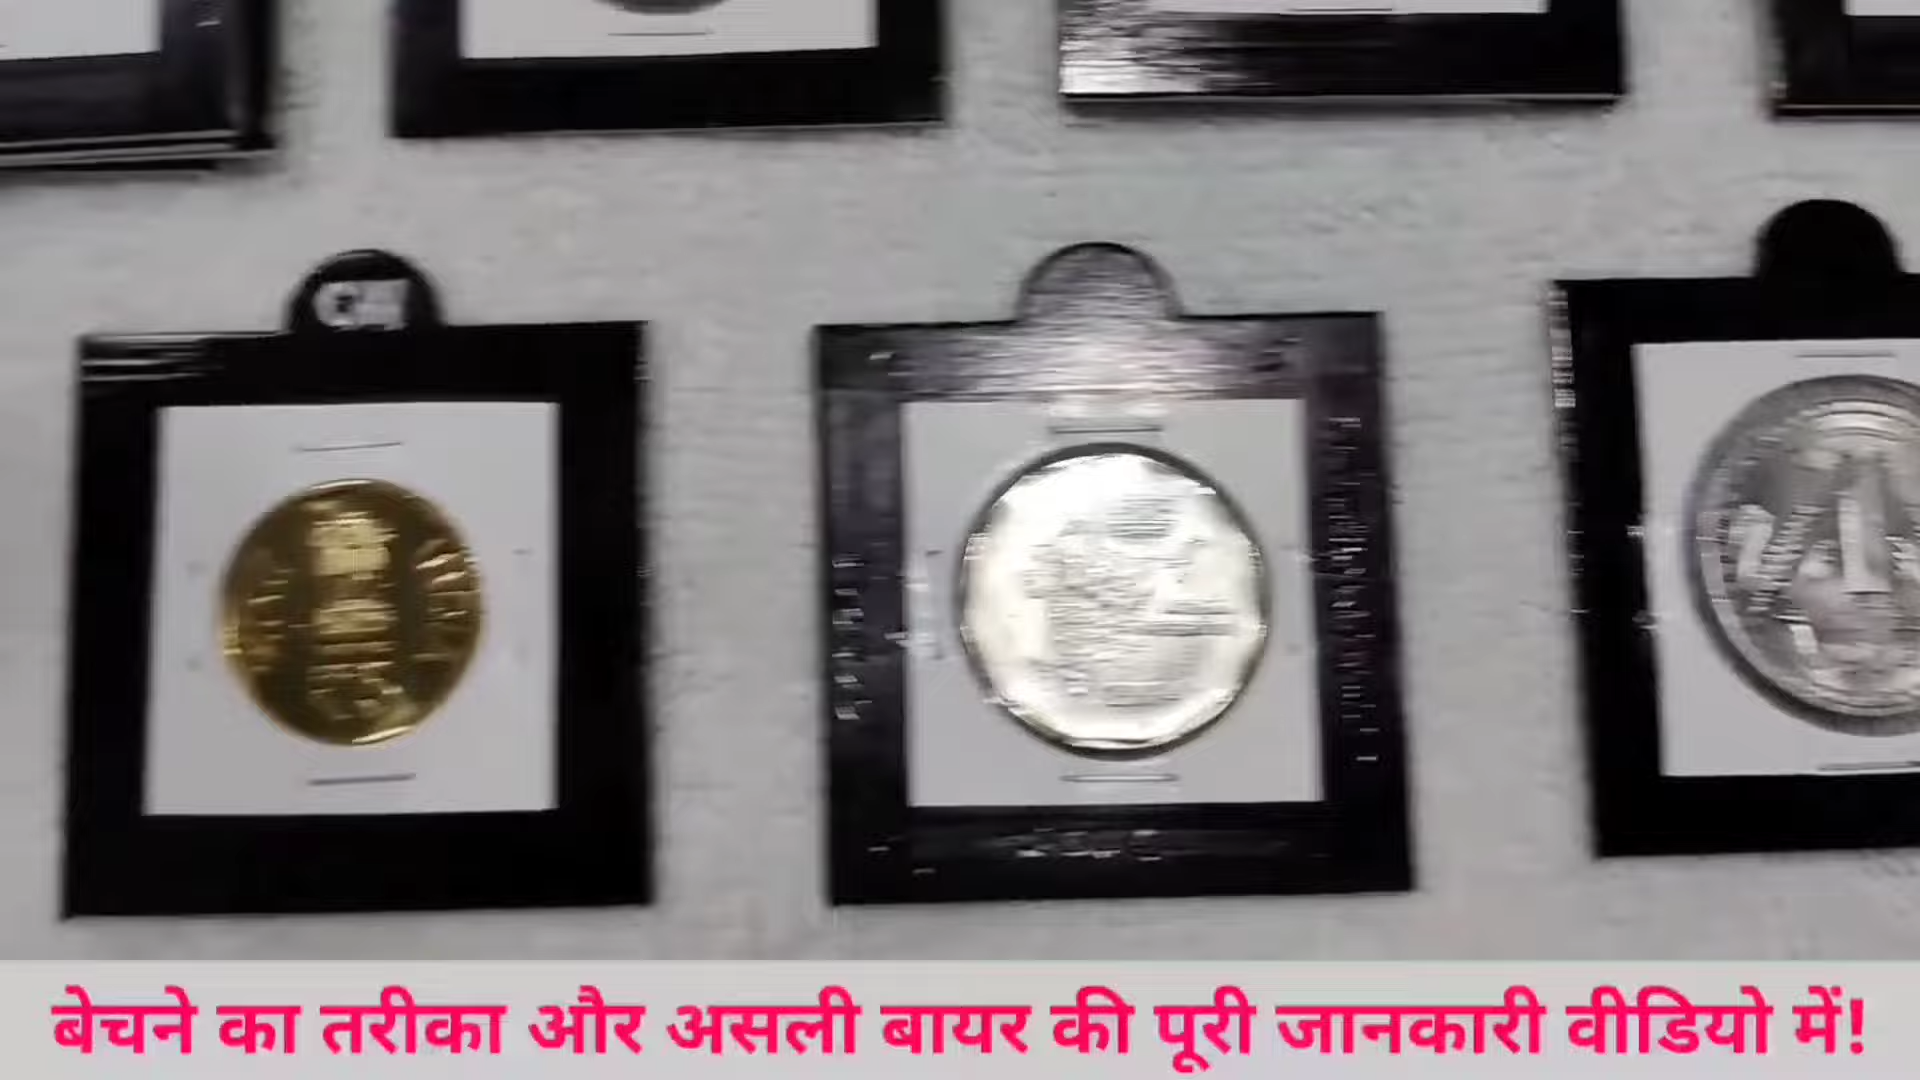 बेचने का तरीका और असली बायर की पूरी जानकारी वीडियो में!